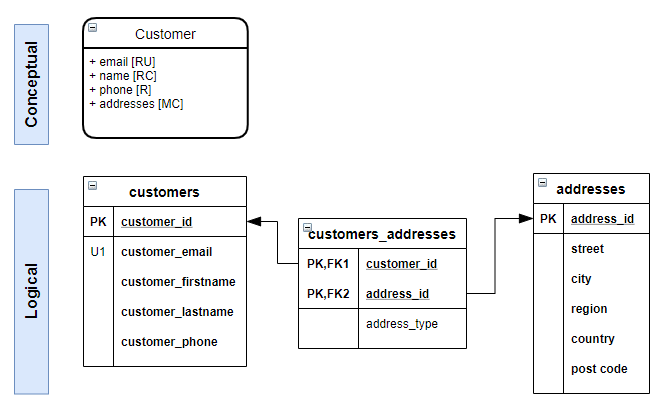 Conceptual
Customer
+ email [RU]
+ name [RC]
+ phone [R]
+ addresses [MC]
Logical
customers
PK customer_id
U1 customer_email
customer_firstname
customer_lastname
customer_phone
customers_addresses
PK,FK1 customer_id
PK,FK2 address_id
address_type
addresses
PK address_id
street
city
region
country
post code